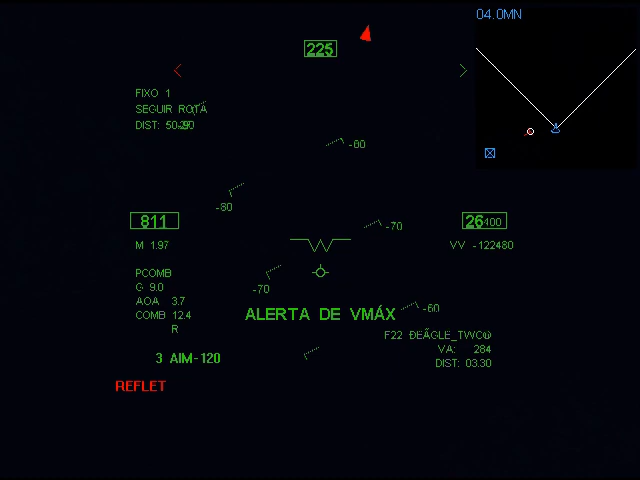 04.0MN
225
FIXO 1
SEGUIR ROTA
DIST:
-80
-80
811
26400
-70
M 1.97
VV -122480
PCOMB
G 9.0
AOA 3.7
-70
COMB 12.4
-60
ALERTA DE VMÁX
R
F22 ÐEÃGLE_TWC
VA: 284
3 AIM-120
DIST: 03.30
REFLET